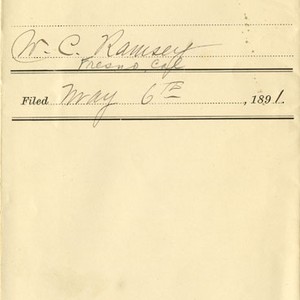 W. C. Ramsey
Fresno, Cal
Filed May 6TH, 1891.